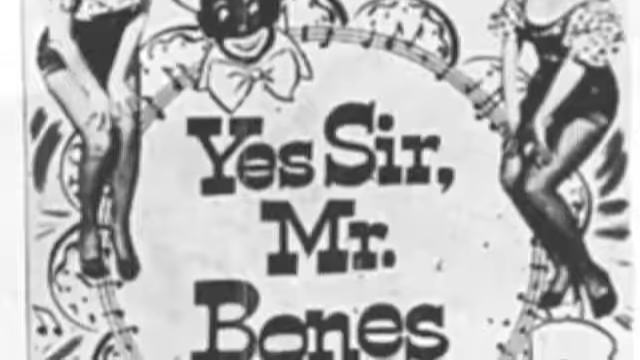 Yes Sir,
Mr.
Bones